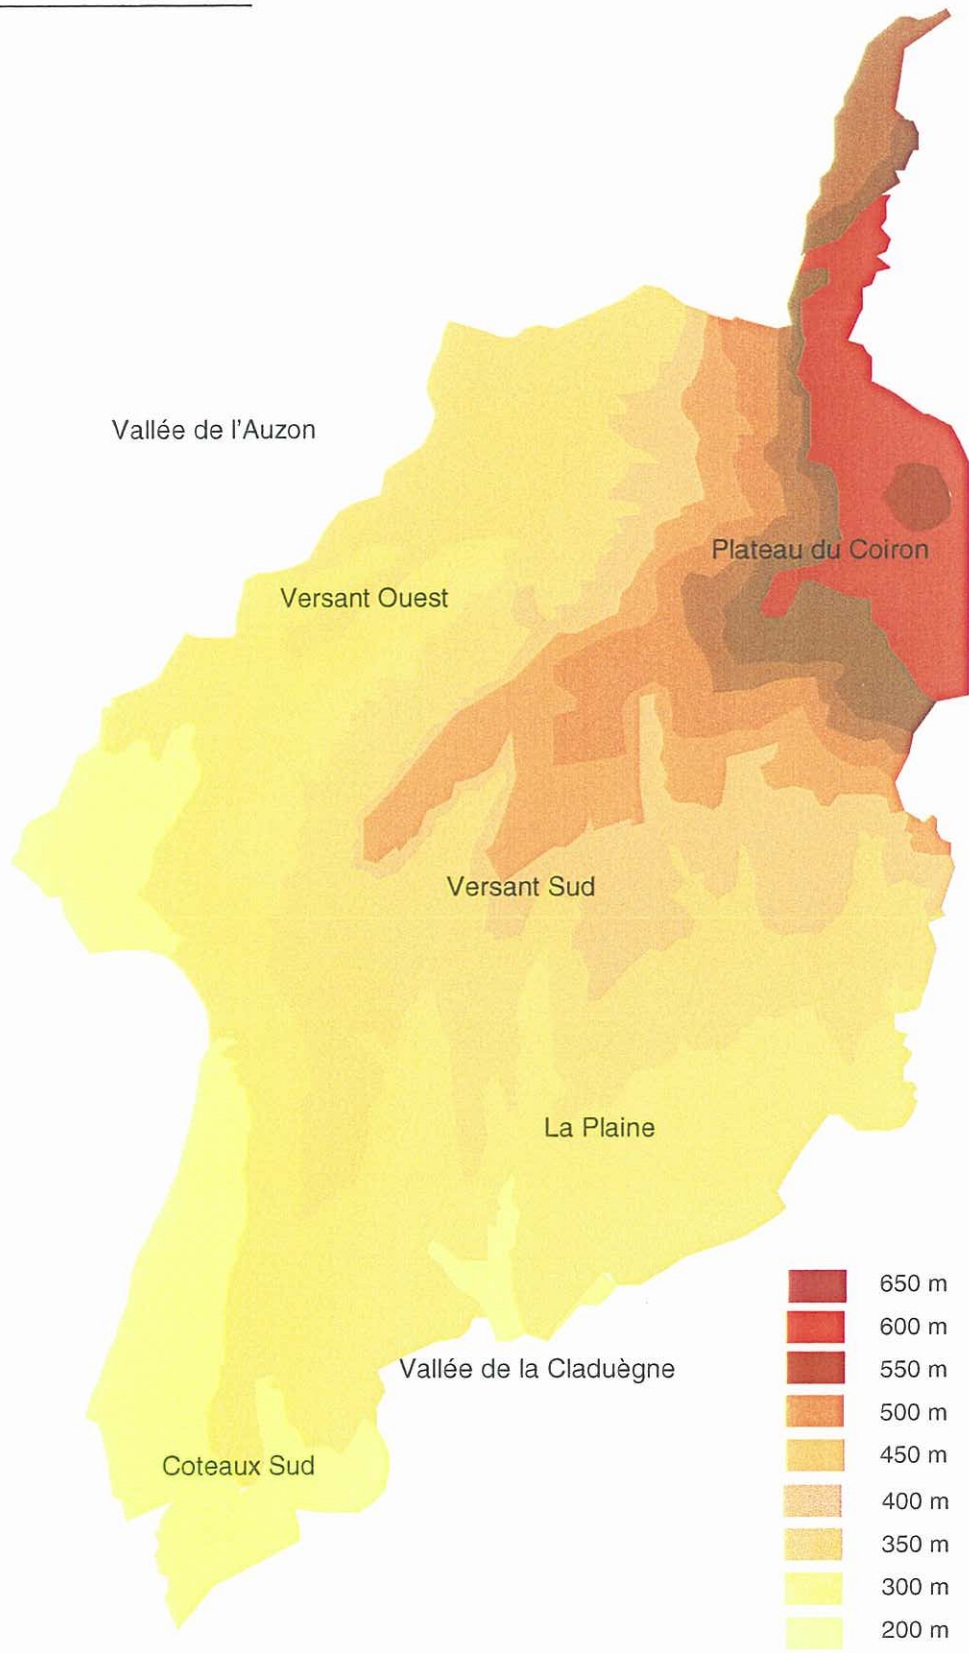 Vallée de l'Auzon
Plateau du Coiron
Versant Ouest
Versant Sud
La Plaine
Vallée de la Claduègne
Coteaux Sud
650 m
600 m
550 m
500 m
450 m
400 m
350 m
300 m
200 m